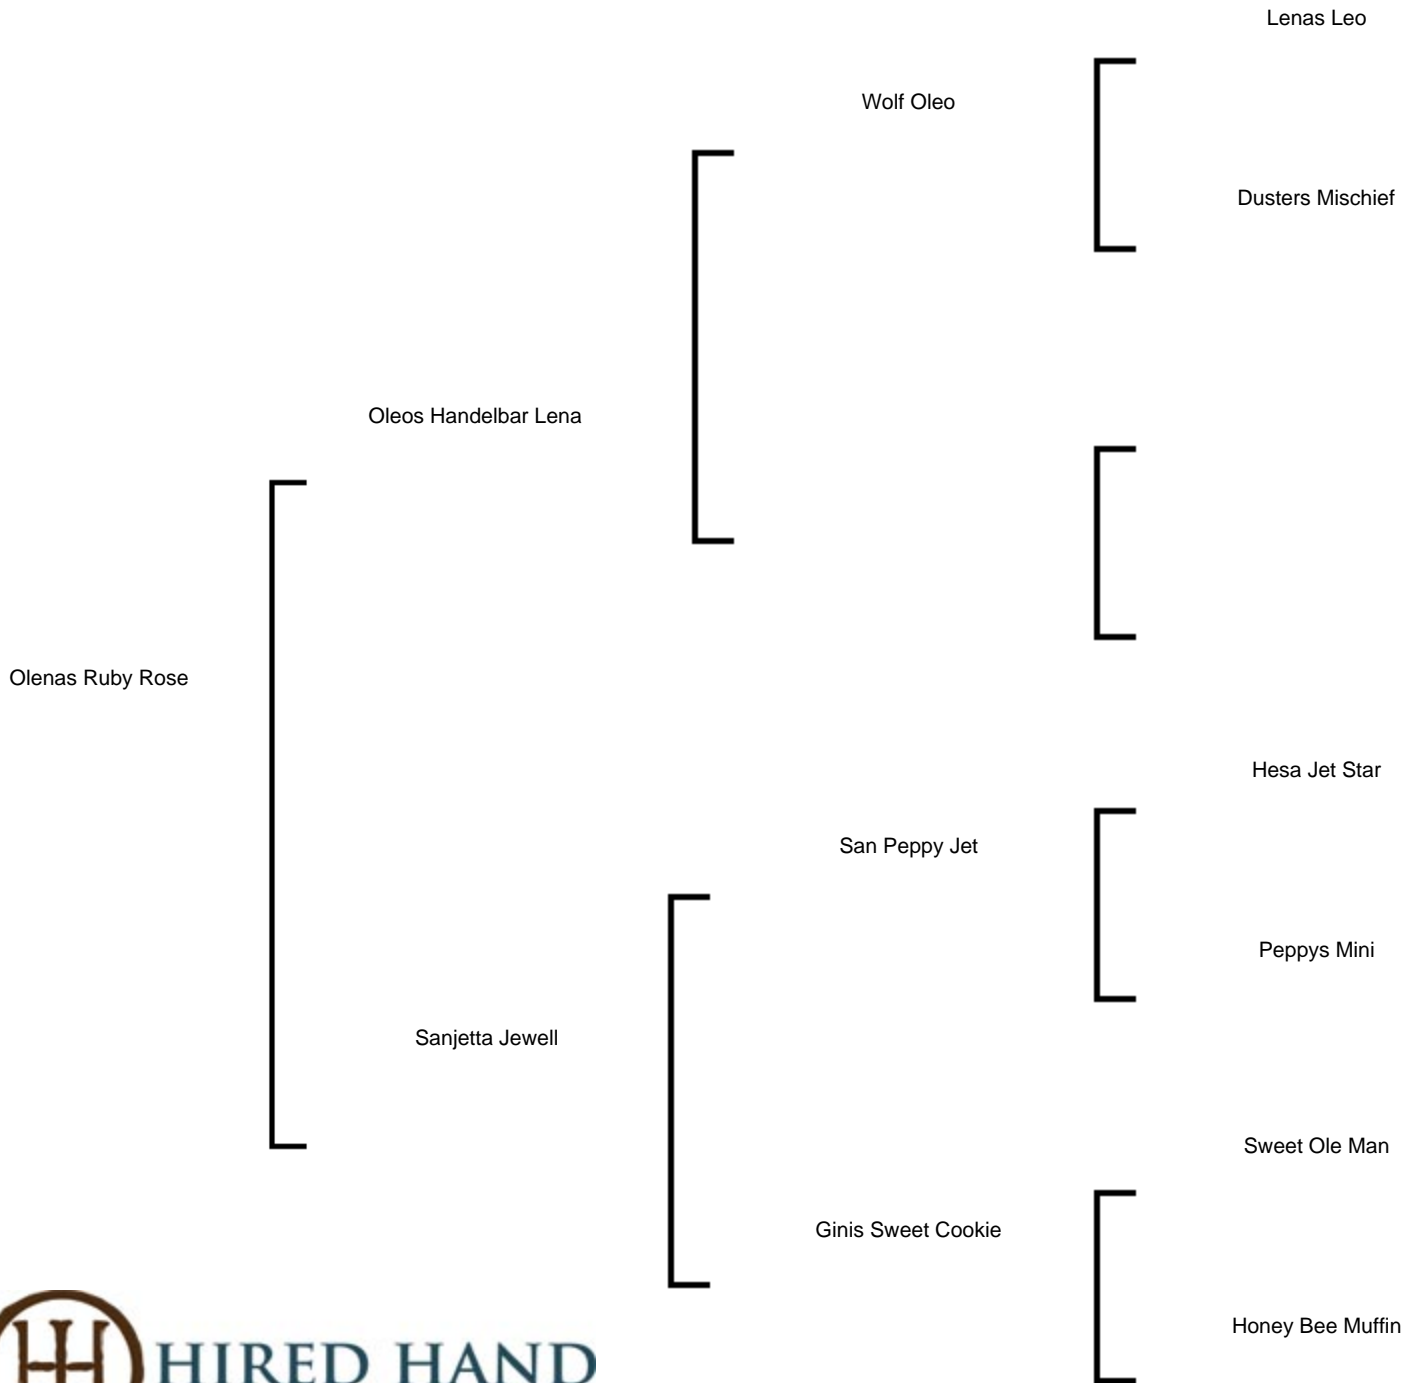 Lenas Leo
Wolf Oleo
Dusters Mischief
Oleos Handelbar Lena
Olenas Ruby Rose
Hesa Jet Star
San Peppy Jet
Peppys Mini
Sanjetta Jewell
Sweet Ole Man
Ginis Sweet Cookie
Honey Bee Muffin
HIRED HAND